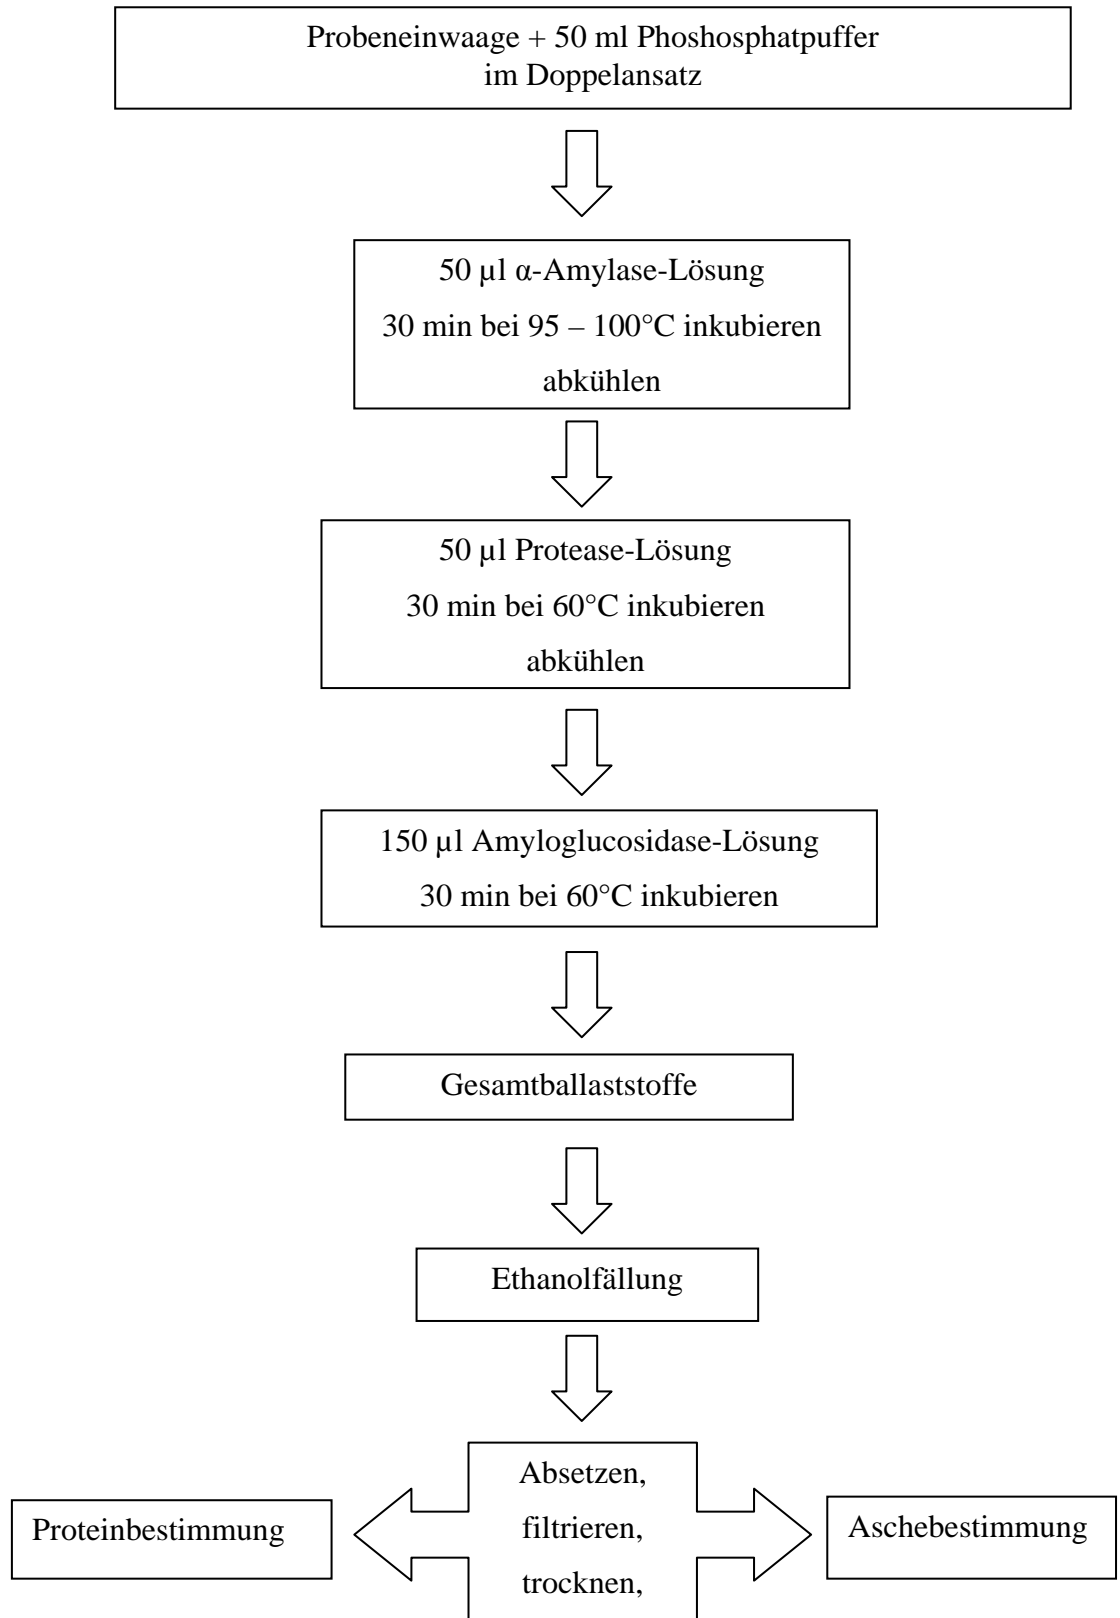 Probeneinwaage + 50 ml Phoshosphatpuffer
im Doppelansatz
50 µl α-Amylase-Lösung
30 min bei 95 – 100°C inkubieren
abkühlen
50 µl Protease-Lösung
30 min bei 60°C inkubieren
abkühlen
150 µl Amyloglucosidase-Lösung
30 min bei 60°C inkubieren
Gesamtballaststoffe
Ethanolfällung
Absetzen,
filtrieren,
trocknen,
Proteinbestimmung
Aschebestimmung